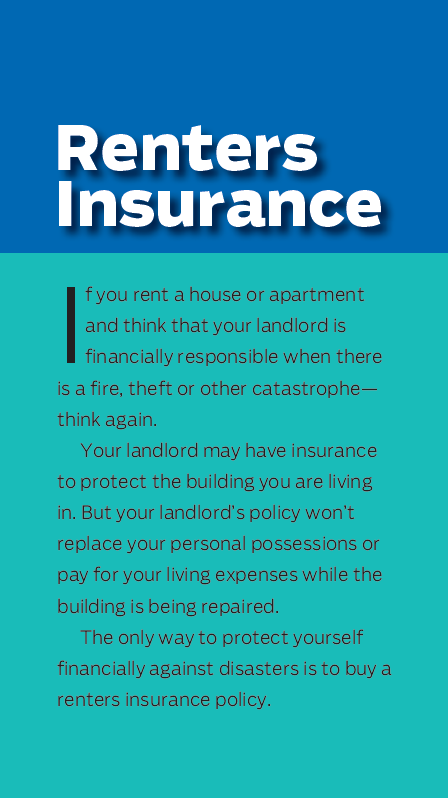 Renters
Insurance
If you rent a house or apartment
and think that your landlord is
financially responsible when there
is a fire, theft or other catastrophe—
think again.
Your landlord may have insurance
to protect the building you are living
in. But your landlord’s policy won’t
replace your personal possessions or
pay for your living expenses while the
building is being repaired.
The only way to protect yourself
financially against disasters is to buy a
renters insurance policy.